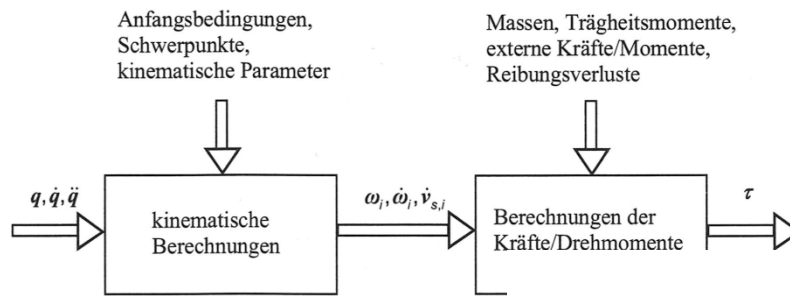 Anfangsbedingungen,
Schwerpunkte,
kinematische Parameter
Massen, Trägheitsmomente,
externe Kräfte/Momente,
Reibungsverluste
q, q̇, q̈
kinematische
Berechnungen
ωᵢ, ω̇ᵢ, v̇ₛ,ᵢ
Berechnungen der
Kräfte/Drehmomente
τ